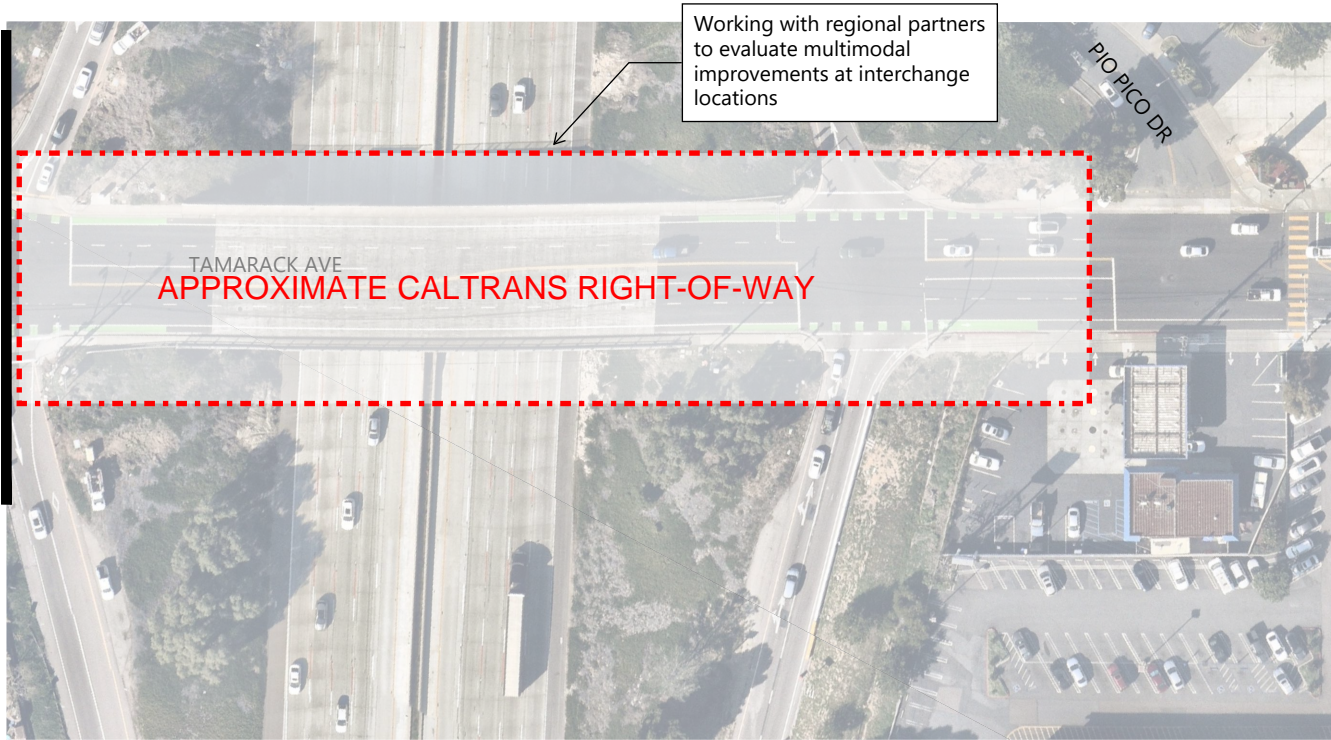 Working with regional partners
to evaluate multimodal
improvements at interchange
locations
PIO PICO DR
TAMARACK AVE
APPROXIMATE CALTRANS RIGHT-OF-WAY